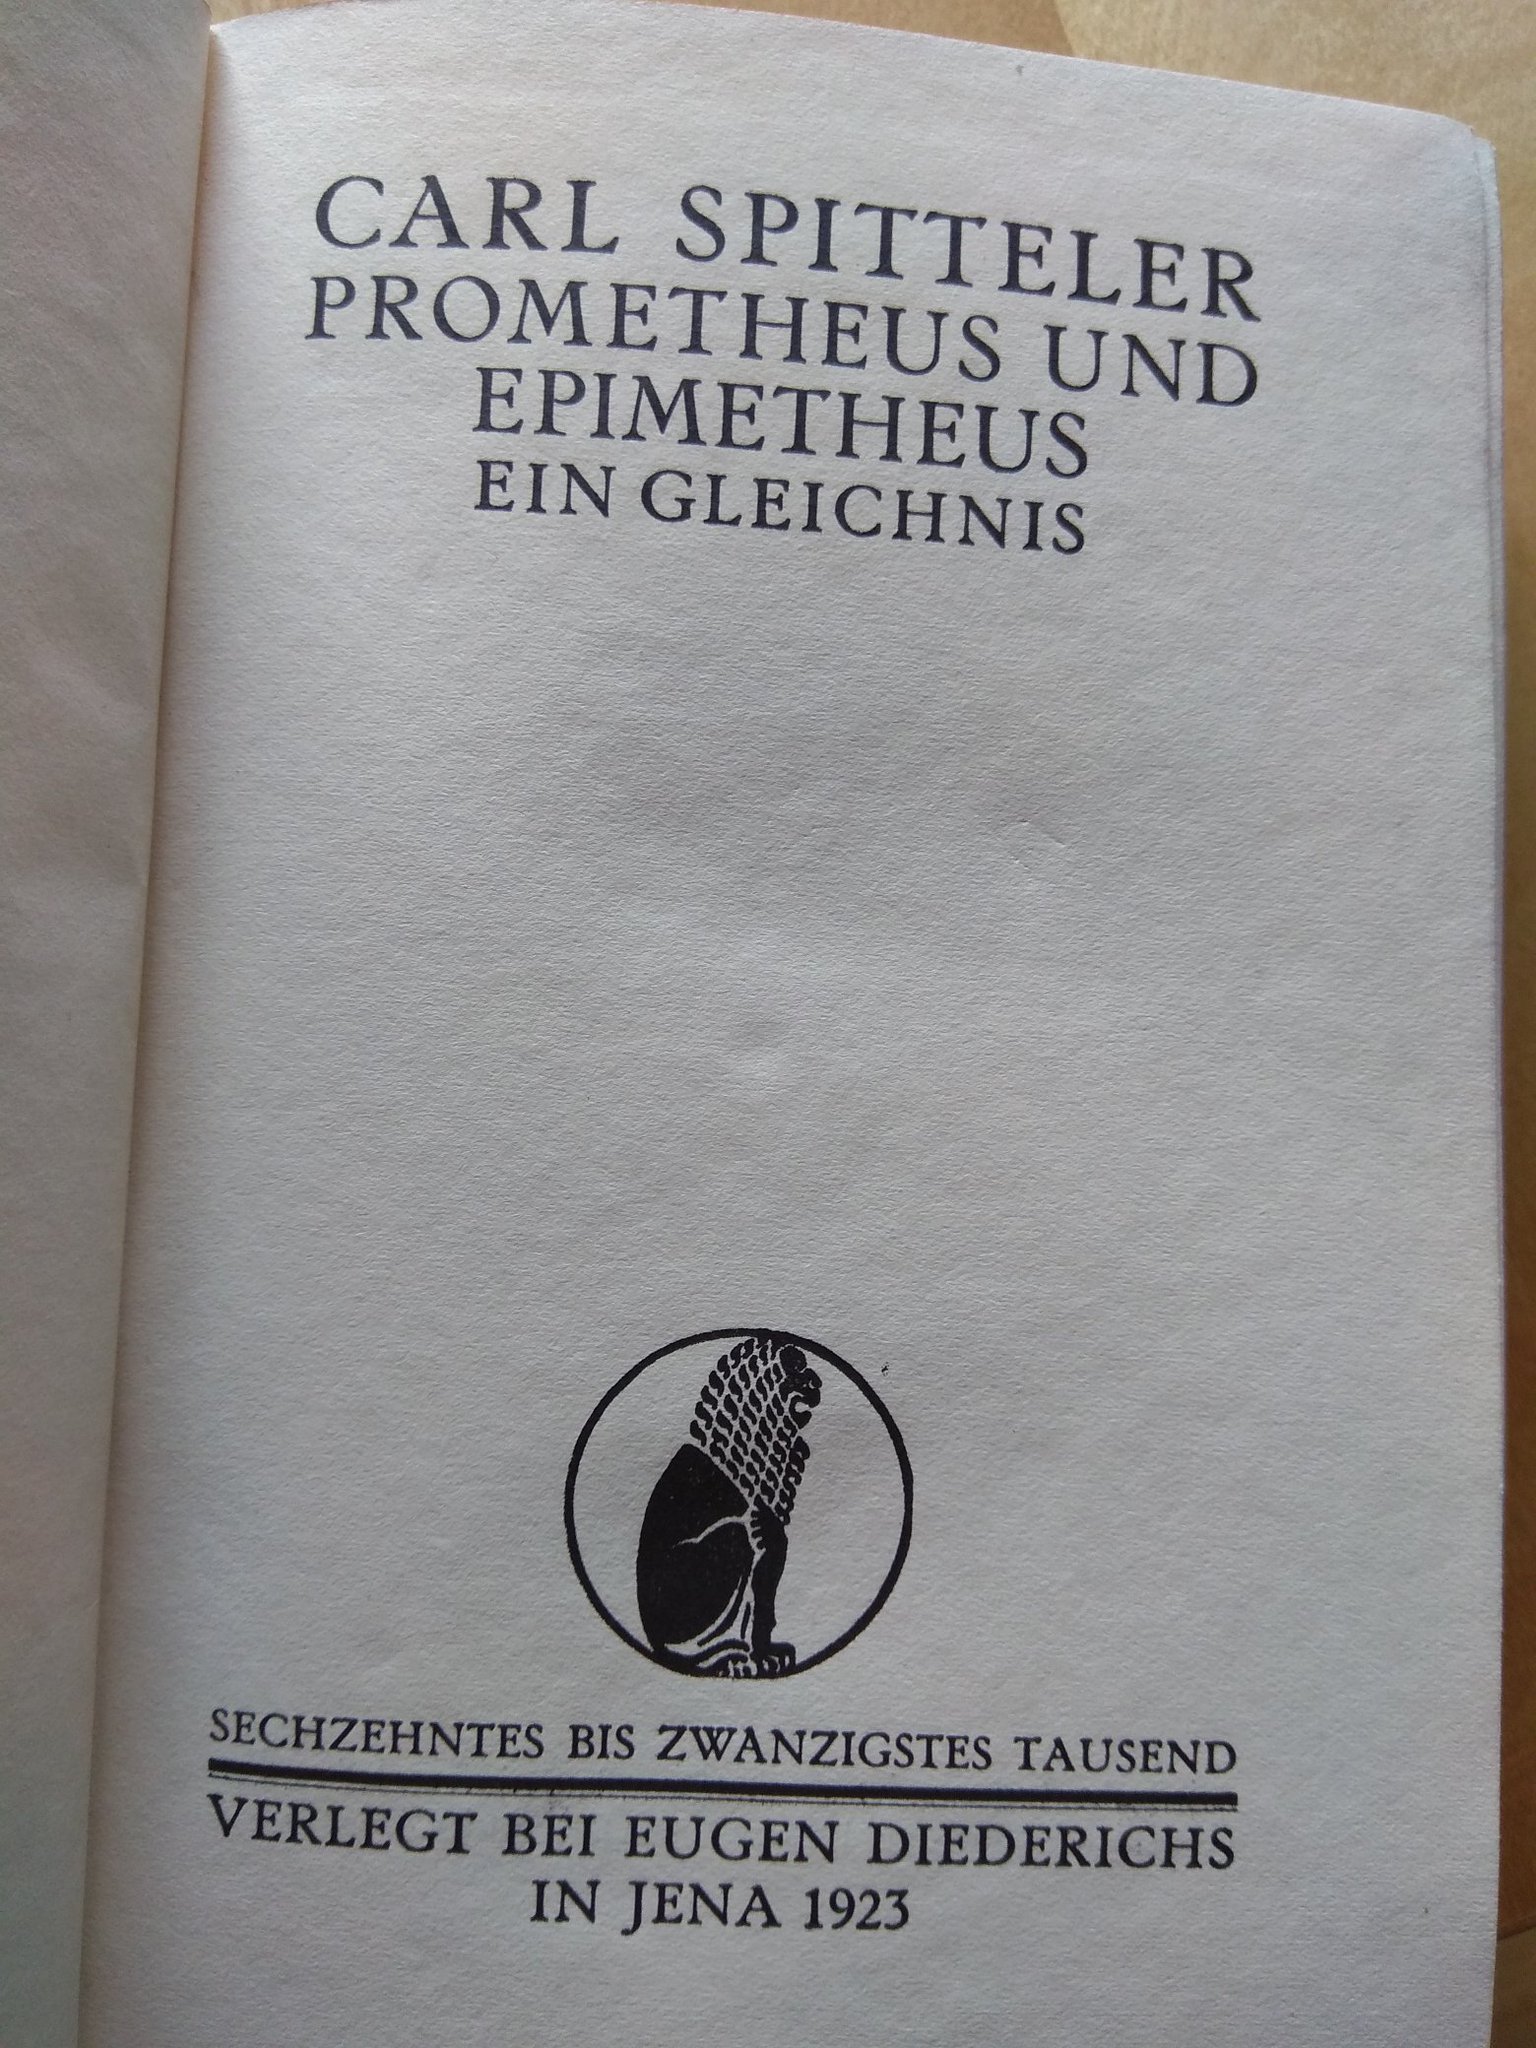 CARL SPITTELER
PROMETHEUS UND
EPIMETHEUS
EIN GLEICHNIS
SECHZEHNTES BIS ZWANZIGSTES TAUSEND
VERLEGT BEI EUGEN DIEDERICHS
IN JENA 1923